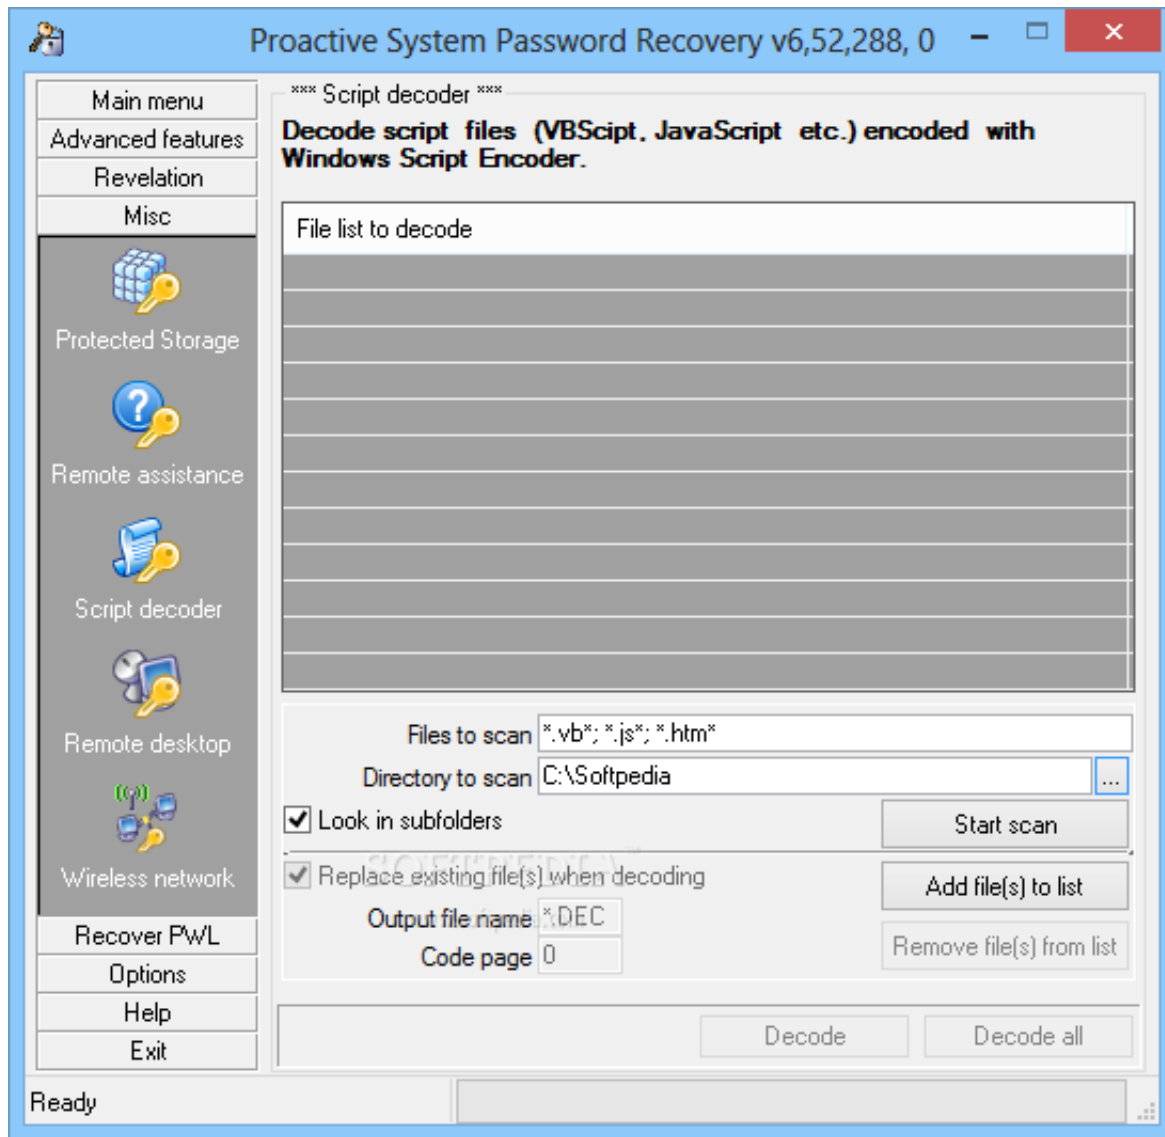 Proactive System Password Recovery v6,52,288, 0
Main menu
Advanced features
Revelation
Misc
Protected Storage
Remote assistance
Script decoder
Remote desktop
Wireless network
Recover PWL
Options
Help
Exit
*** Script decoder ***
Decode script files (VBScipt, JavaScript etc.) encoded with
Windows Script Encoder.
File list to decode
Files to scan *.vb*; *.js*; *.htm*
Directory to scan C:\Softpedia ...
Look in subfolders
Start scan
SOFTPEDIA™
Replace existing file(s) when decoding
Add file(s) to list
Output file name *.DEC
Code page 0
Remove file(s) from list
Decode
Decode all
Ready